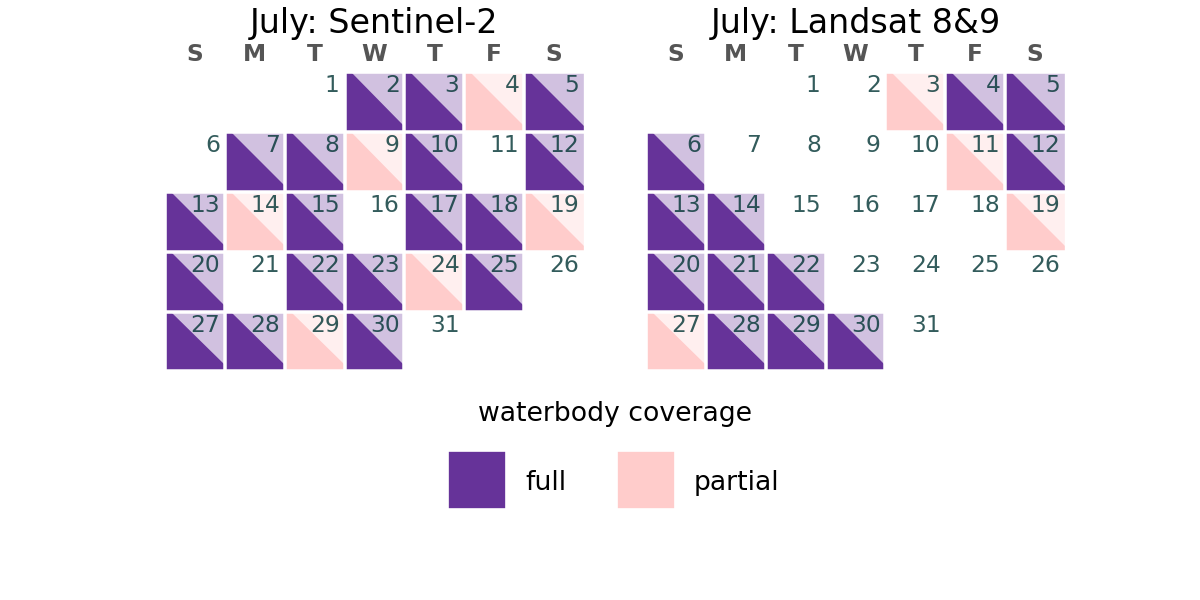 July: Sentinel-2
S M T W T F S
1 2 3 4 5
6 7 8 9 10 11 12
13 14 15 16 17 18 19
20 21 22 23 24 25 26
27 28 29 30 31
July: Landsat 8&9
S M T W T F S
1 2 3 4 5
6 7 8 9 10 11 12
13 14 15 16 17 18 19
20 21 22 23 24 25 26
27 28 29 30 31
waterbody coverage
full partial